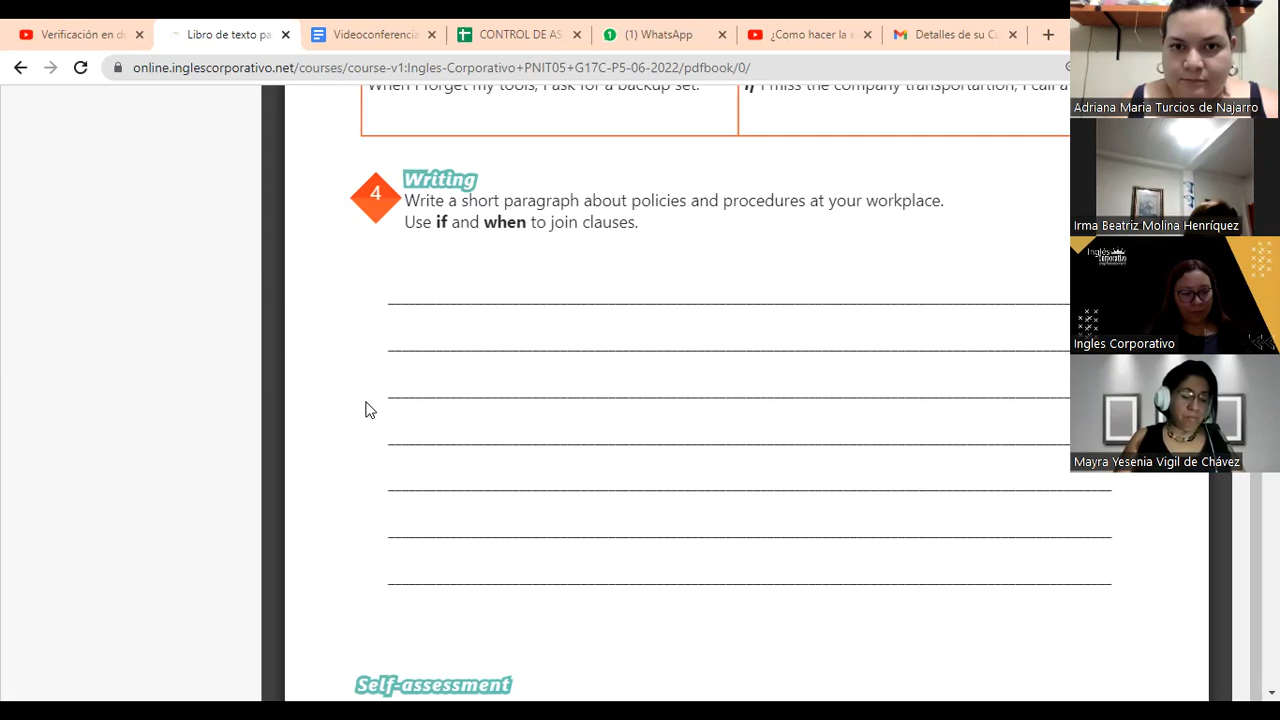 Verificación en d
Libro de texto pa
Videoconferencia
CONTROL DE AS
(1) WhatsApp
¿Como hacer la e
Detalles de su C
online.inglescorporativo.net/courses/course-v1:Ingles-Corporativo+PNIT05+G17C-P5-06-2022/pdfbook/0/
When I forget my tools, I ask for a backup set.
If I miss the company transportartion, I call a
4
Writing
Write a short paragraph about policies and procedures at your workplace.
Use if and when to join clauses.
Self-assessment
Adriana Maria Turcios de Najarro
Irma Beatriz Molina Henríquez
Inglés
Corporativo
Ingles Corporativo
Mayra Yesenia Vigil de Chávez